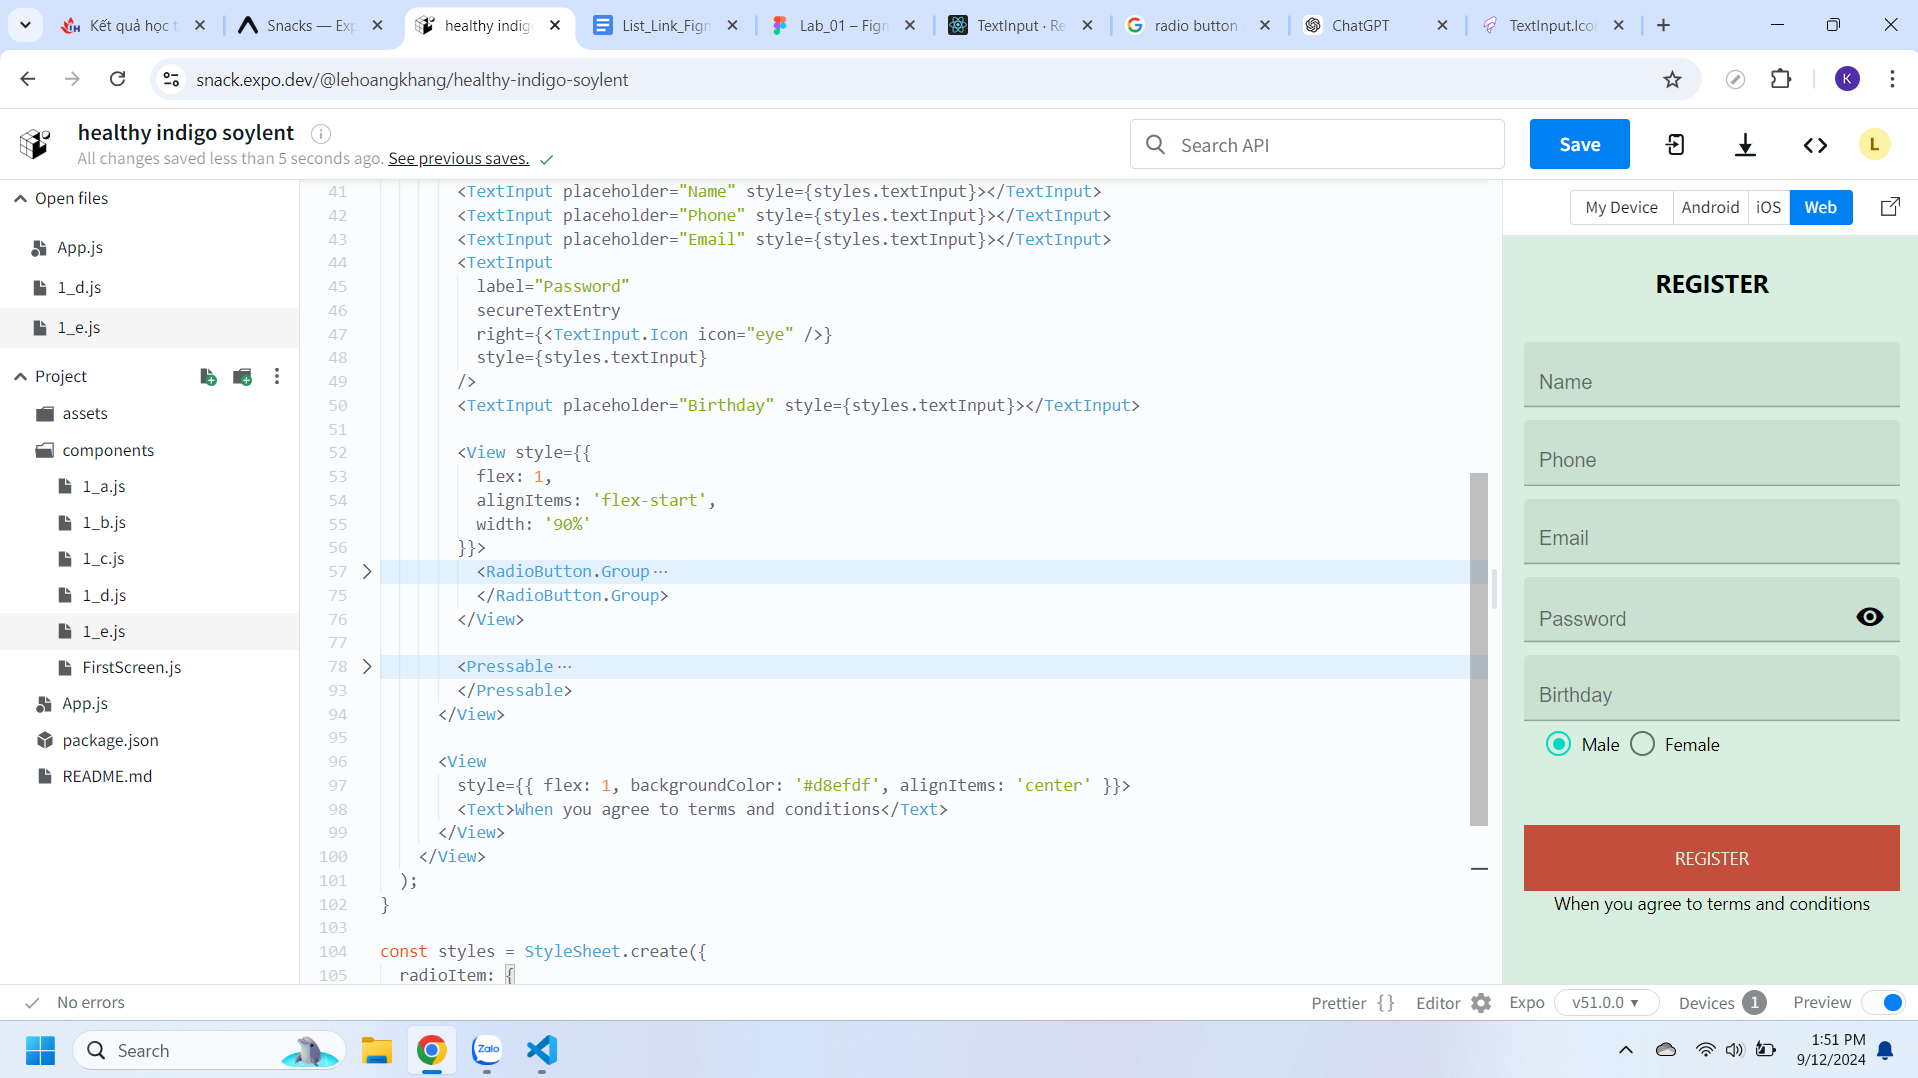 Kết quả học t
Snacks — Exp
healthy indig
List_Link_Fign
Lab_01 – Figm
TextInput · Re
radio button
ChatGPT
TextInput.Ico
snack.expo.dev/@lehoangkhang/healthy-indigo-soylent
K
healthy indigo soylent
All changes saved less than 5 seconds ago. See previous saves.
Search API
Save
L
Open files
App.js
1_d.js
1_e.js
Project
assets
components
1_a.js
1_b.js
1_c.js
1_d.js
1_e.js
FirstScreen.js
App.js
package.json
README.md
41 <TextInput placeholder="Name" style={styles.textInput}></TextInput>
42 <TextInput placeholder="Phone" style={styles.textInput}></TextInput>
43 <TextInput placeholder="Email" style={styles.textInput}></TextInput>
44 <TextInput
45 label="Password"
46 secureTextEntry
47 right={<TextInput.Icon icon="eye" />}
48 style={styles.textInput}
49 />
50 <TextInput placeholder="Birthday" style={styles.textInput}></TextInput>
51
52 <View style={{
53 flex: 1,
54 alignItems: 'flex-start',
55 width: '90%'
56 }}>
57 <RadioButton.Group ···
75 </RadioButton.Group>
76 </View>
77
78 <Pressable ···
93 </Pressable>
94 </View>
95
96 <View
97 style={{ flex: 1, backgroundColor: '#d8efdf', alignItems: 'center' }}>
98 <Text>When you agree to terms and conditions</Text>
99 </View>
100 </View>
101 );
102 }
103
104 const styles = StyleSheet.create({
105 radioItem: {
My Device
Android
iOS
Web
REGISTER
Name
Phone
Email
Password
Birthday
Male
Female
REGISTER
When you agree to terms and conditions
No errors
Prettier { }
Editor
Expo
v51.0.0
Devices 1
Preview
Search
Zalo
1:51 PM
9/12/2024